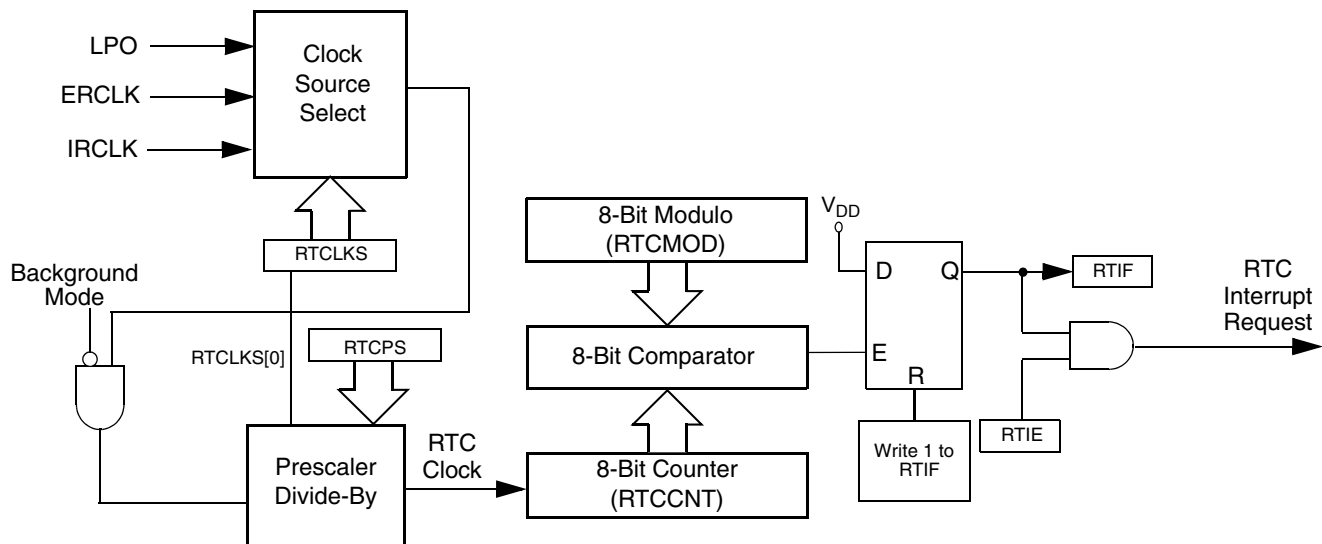 LPO
ERCLK
IRCLK
Clock
Source
Select
RTCLKS
Background
Mode
RTCLKS[0]
RTCPS
Prescaler
Divide-By
RTC
Clock
8-Bit Modulo
(RTCMOD)
8-Bit Comparator
8-Bit Counter
(RTCCNT)
VDD
D
Q
E
R
Write 1 to
RTIF
RTIF
RTIE
RTC
Interrupt
Request